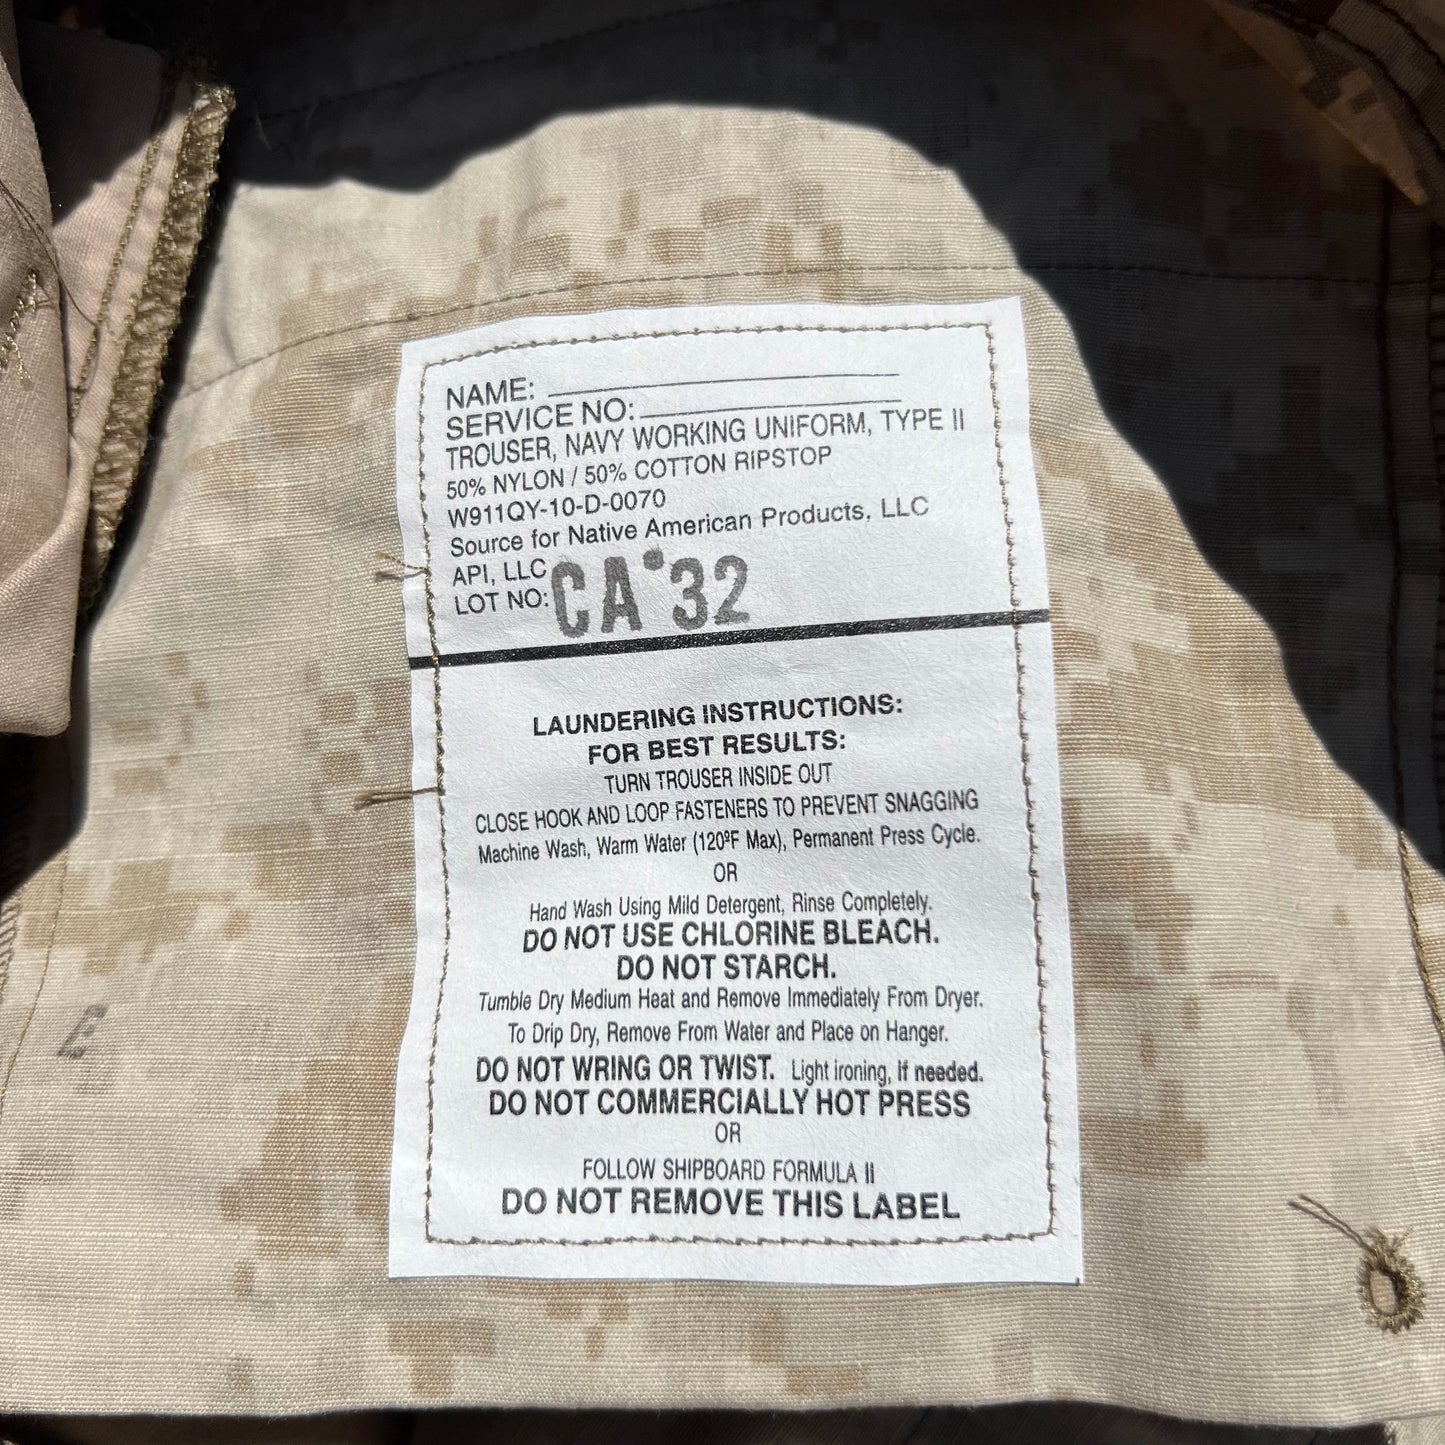 NAME:
SERVICE NO:
TROUSER, NAVY WORKING UNIFORM, TYPE II
50% NYLON / 50% COTTON RIPSTOP
W911QY-10-D-0070
Source for Native American Products, LLC
API, LLC
LOT NO: CA 32
LAUNDERING INSTRUCTIONS:
FOR BEST RESULTS:
TURN TROUSER INSIDE OUT
CLOSE HOOK AND LOOP FASTENERS TO PREVENT SNAGGING
Machine Wash, Warm Water (120ºF Max), Permanent Press Cycle.
OR
Hand Wash Using Mild Detergent, Rinse Completely.
DO NOT USE CHLORINE BLEACH.
DO NOT STARCH.
Tumble Dry Medium Heat and Remove Immediately From Dryer.
To Drip Dry, Remove From Water and Place on Hanger.
DO NOT WRING OR TWIST. Light ironing, If needed.
DO NOT COMMERCIALLY HOT PRESS
OR
FOLLOW SHIPBOARD FORMULA II
DO NOT REMOVE THIS LABEL